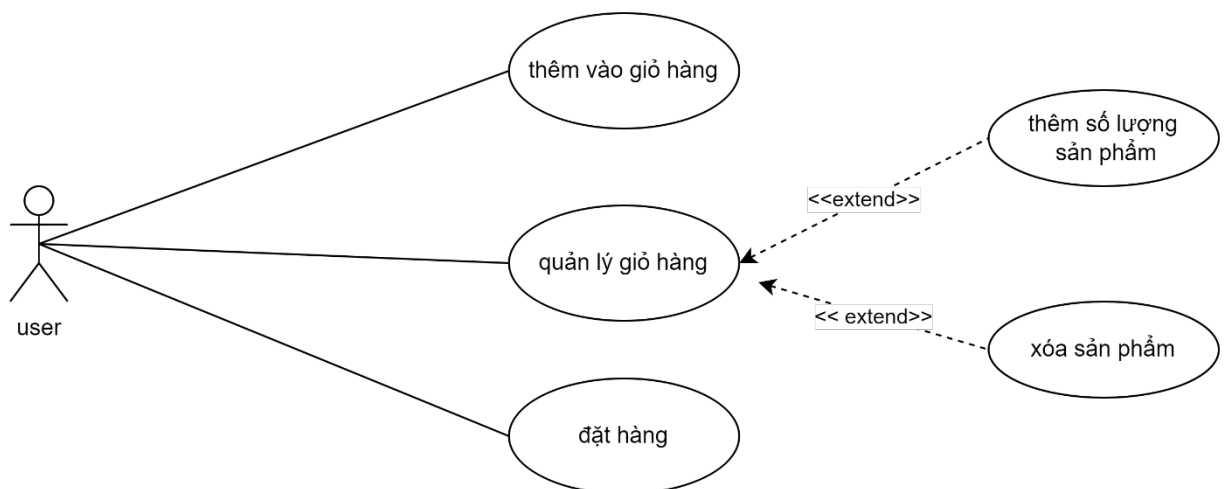 thêm vào giỏ hàng
thêm số lượng
sản phẩm
<<extend>>
quản lý giỏ hàng
<< extend>>
user
xóa sản phẩm
đặt hàng